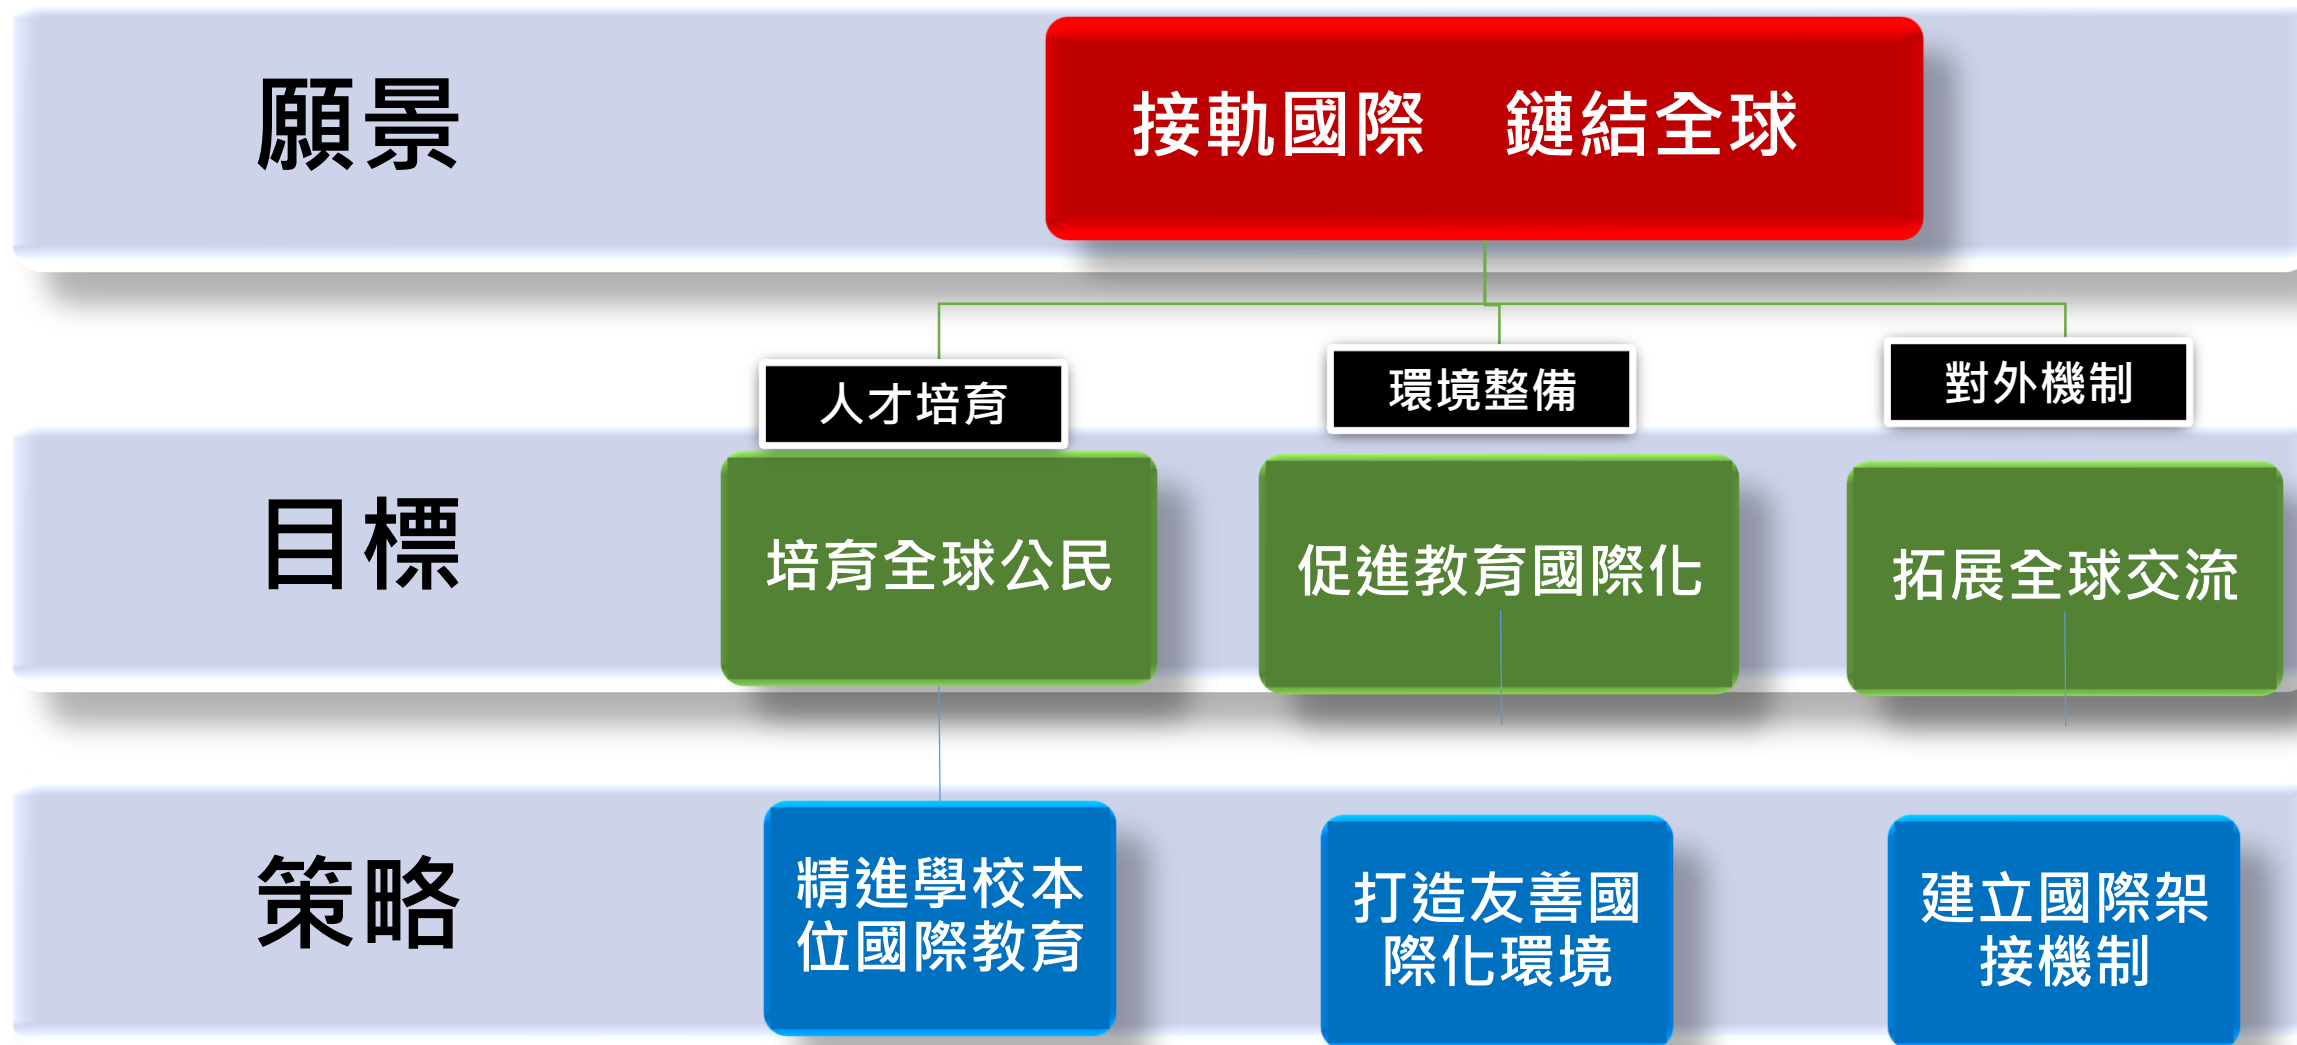 願景
接軌國際　鏈結全球
人才培育
環境整備
對外機制
目標
培育全球公民
促進教育國際化
拓展全球交流
策略
精進學校本
位國際教育
打造友善國
際化環境
建立國際架
接機制